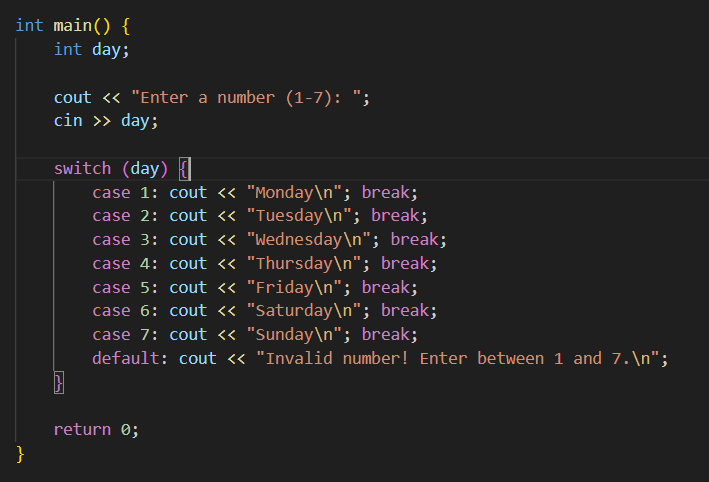 int main() {
    int day;

    cout << "Enter a number (1-7): ";
    cin >> day;

    switch (day) {
        case 1: cout << "Monday\n"; break;
        case 2: cout << "Tuesday\n"; break;
        case 3: cout << "Wednesday\n"; break;
        case 4: cout << "Thursday\n"; break;
        case 5: cout << "Friday\n"; break;
        case 6: cout << "Saturday\n"; break;
        case 7: cout << "Sunday\n"; break;
        default: cout << "Invalid number! Enter between 1 and 7.\n";
    }

    return 0;
}